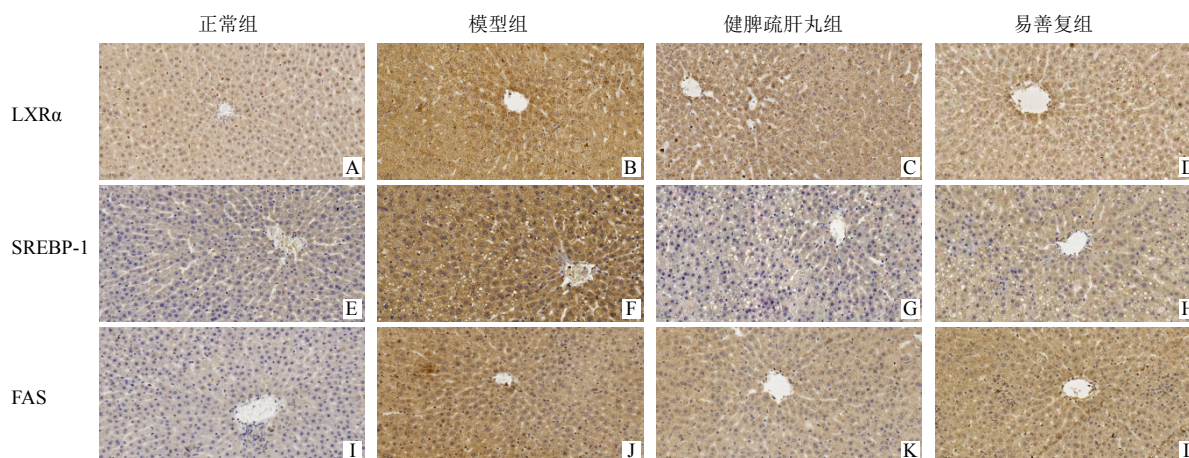 正常组 模型组 健脾疏肝丸组 易善复组
LXRα
A B C D
SREBP-1
E F G H
FAS
I J K L